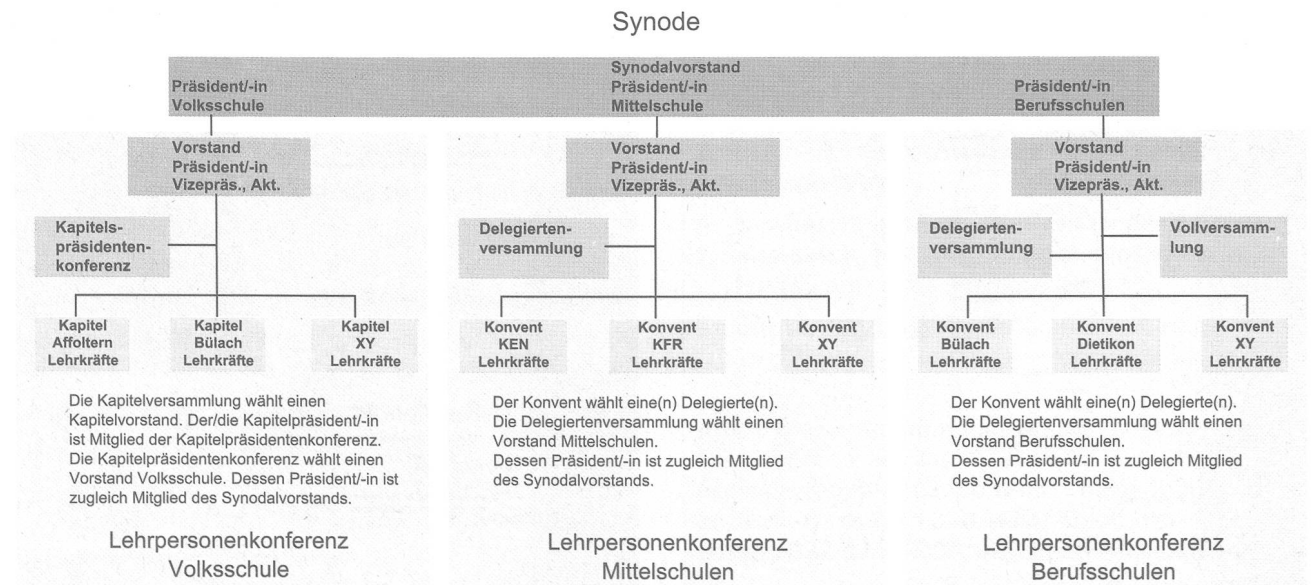 Synode
Synodalvorstand
Präsident/-in
Volksschule
Präsident/-in
Mittelschule
Präsident/-in
Berufsschulen
Vorstand
Präsident/-in
Vizepräs., Akt.
Vorstand
Präsident/-in
Vizepräs., Akt.
Vorstand
Präsident/-in
Vizepräs., Akt.
Kapitels-
präsidenten-
konferenz
Delegierten-
versammlung
Delegierten-
versammlung
Vollversamm-
lung
Kapitel
Affoltern
Lehrkräfte
Kapitel
Bülach
Lehrkräfte
Kapitel
XY
Lehrkräfte
Konvent
KEN
Lehrkräfte
Konvent
KFR
Lehrkräfte
Konvent
XY
Lehrkräfte
Konvent
Bülach
Lehrkräfte
Konvent
Dietikon
Lehrkräfte
Konvent
XY
Lehrkräfte
Die Kapitelversammlung wählt einen
Kapitelvorstand. Der/die Kapitelpräsident/-in
ist Mitglied der Kapitelpräsidentenkonferenz.
Die Kapitelpräsidentenkonferenz wählt einen
Vorstand Volksschule. Dessen Präsident/-in ist
zugleich Mitglied des Synodalvorstands.
Der Konvent wählt eine(n) Delegierte(n).
Die Delegiertenversammlung wählt einen
Vorstand Mittelschulen.
Dessen Präsident/-in ist zugleich Mitglied
des Synodalvorstands.
Der Konvent wählt eine(n) Delegierte(n).
Die Delegiertenversammlung wählt einen
Vorstand Berufsschulen.
Dessen Präsident/-in ist zugleich Mitglied
des Synodalvorstands.
Lehrpersonenkonferenz
Volksschule
Lehrpersonenkonferenz
Mittelschulen
Lehrpersonenkonferenz
Berufsschulen